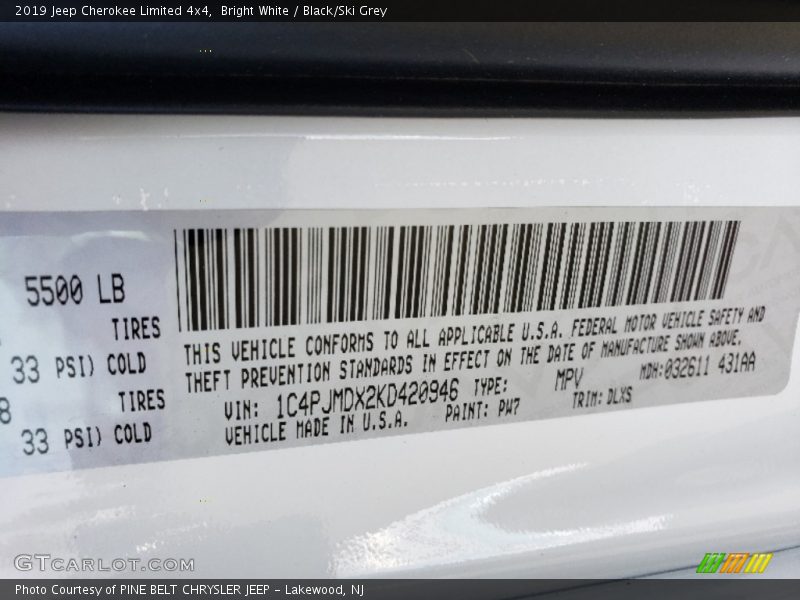 2019 Jeep Cherokee Limited 4x4, Bright White / Black/Ski Grey
5500 LB
TIRES
33 PSI) COLD
8 TIRES
33 PSI) COLD
THIS VEHICLE CONFORMS TO ALL APPLICABLE U.S.A. FEDERAL MOTOR VEHICLE SAFETY AND
THEFT PREVENTION STANDARDS IN EFFECT ON THE DATE OF MANUFACTURE SHOWN ABOVE.
VIN: 1C4PJMDX2KD420946 TYPE: MPV MDH:032611 431AA
VEHICLE MADE IN U.S.A. PAINT: PW7 TRIM: DLXS
GTCARLOT.COM
Photo Courtesy of PINE BELT CHRYSLER JEEP - Lakewood, NJ